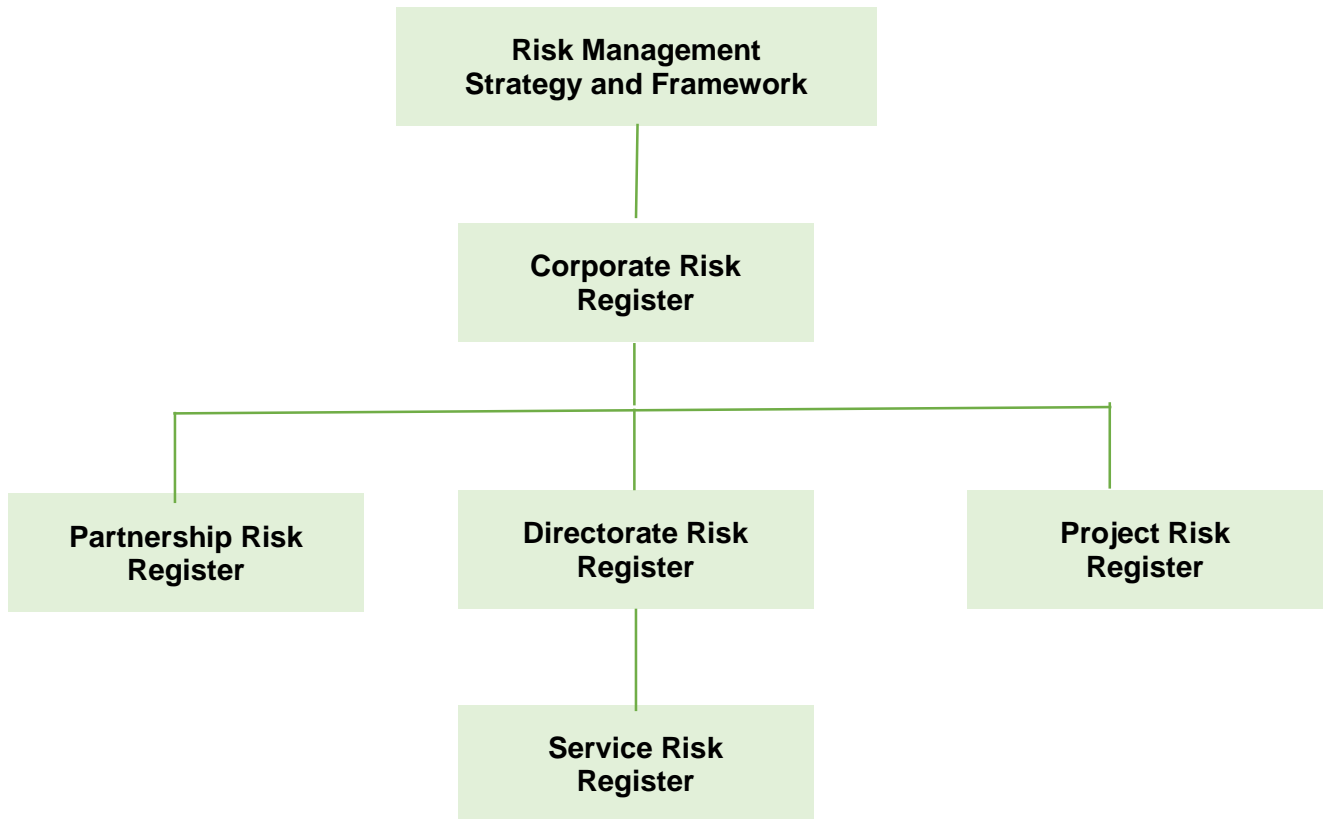 Risk Management
Strategy and Framework
Corporate Risk
Register
Partnership Risk
Register
Directorate Risk
Register
Project Risk
Register
Service Risk
Register